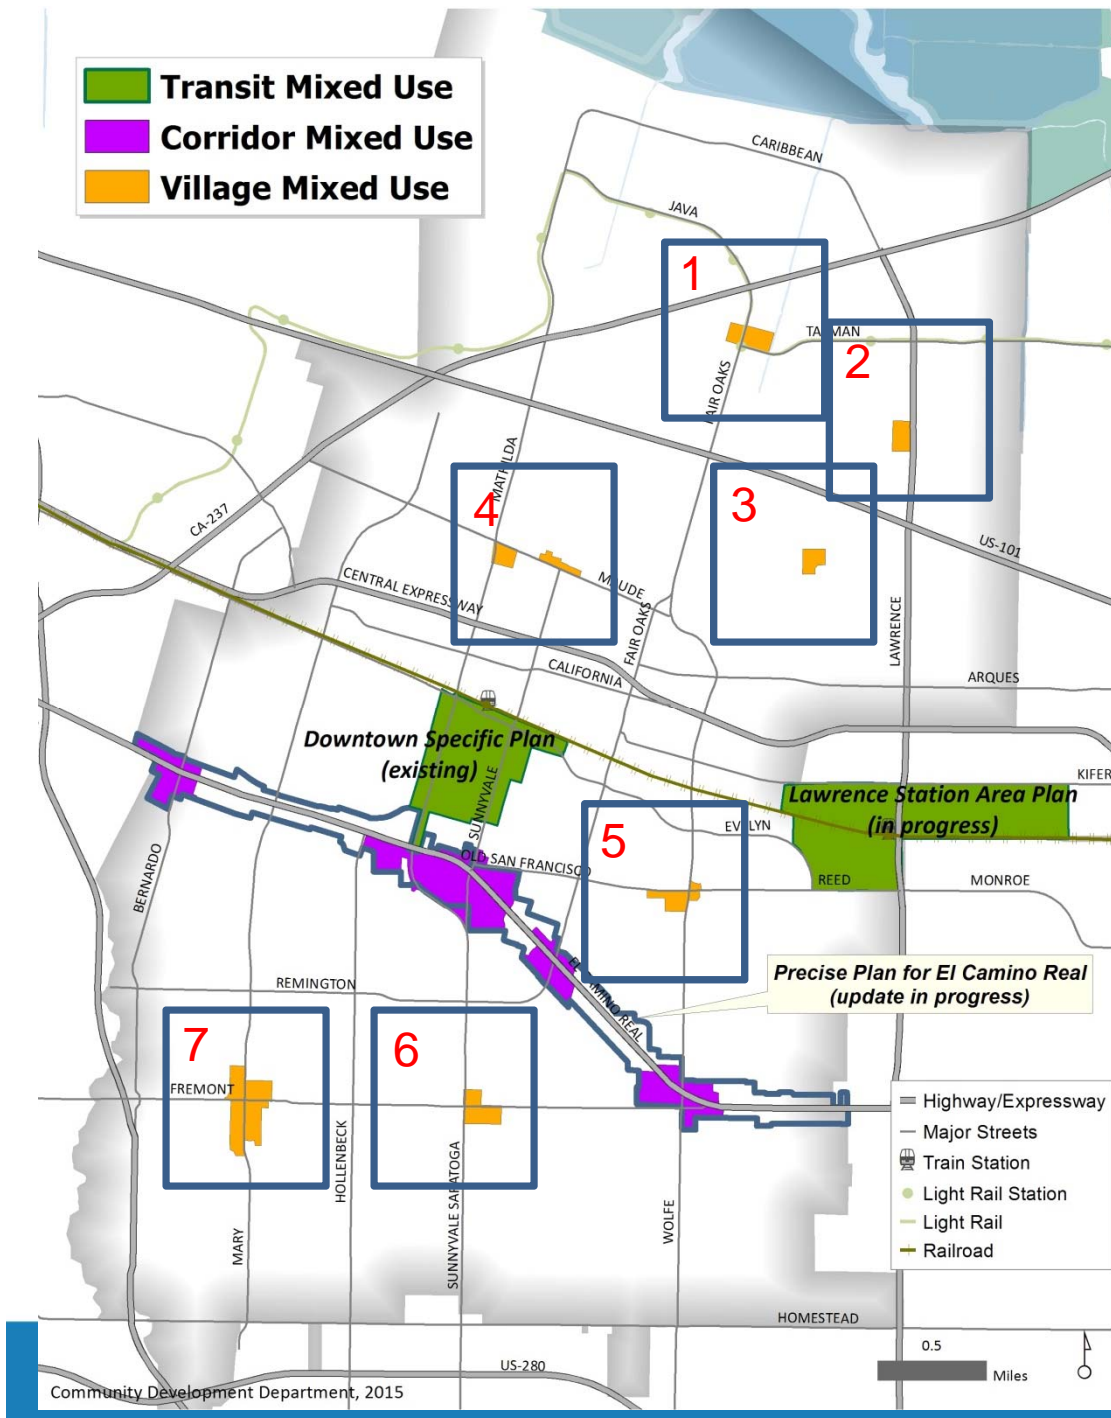 Transit Mixed Use
Corridor Mixed Use
Village Mixed Use
CARIBBEAN
JAVA
1
TASMAN
2
FAIR OAKS
MATHILDA
4
3
CA-237
US-101
MAUDE
CENTRAL EXPRESSWAY
FAIR OAKS
LAWRENCE
CALIFORNIA
ARQUES
Downtown Specific Plan
(existing)
KIFER
Lawrence Station Area Plan
(in progress)
SUNNYVALE
EVELYN
5
OLD SAN FRANCISCO
REED
MONROE
BERNARDO
Precise Plan for El Camino Real
(update in progress)
EL CAMINO REAL
REMINGTON
7
6
FREMONT
HOLLENBECK
SUNNYVALE SARATOGA
MARY
WOLFE
Highway/Expressway
Major Streets
Train Station
Light Rail Station
Light Rail
Railroad
HOMESTEAD
0.5
Miles
US-280
Community Development Department, 2015